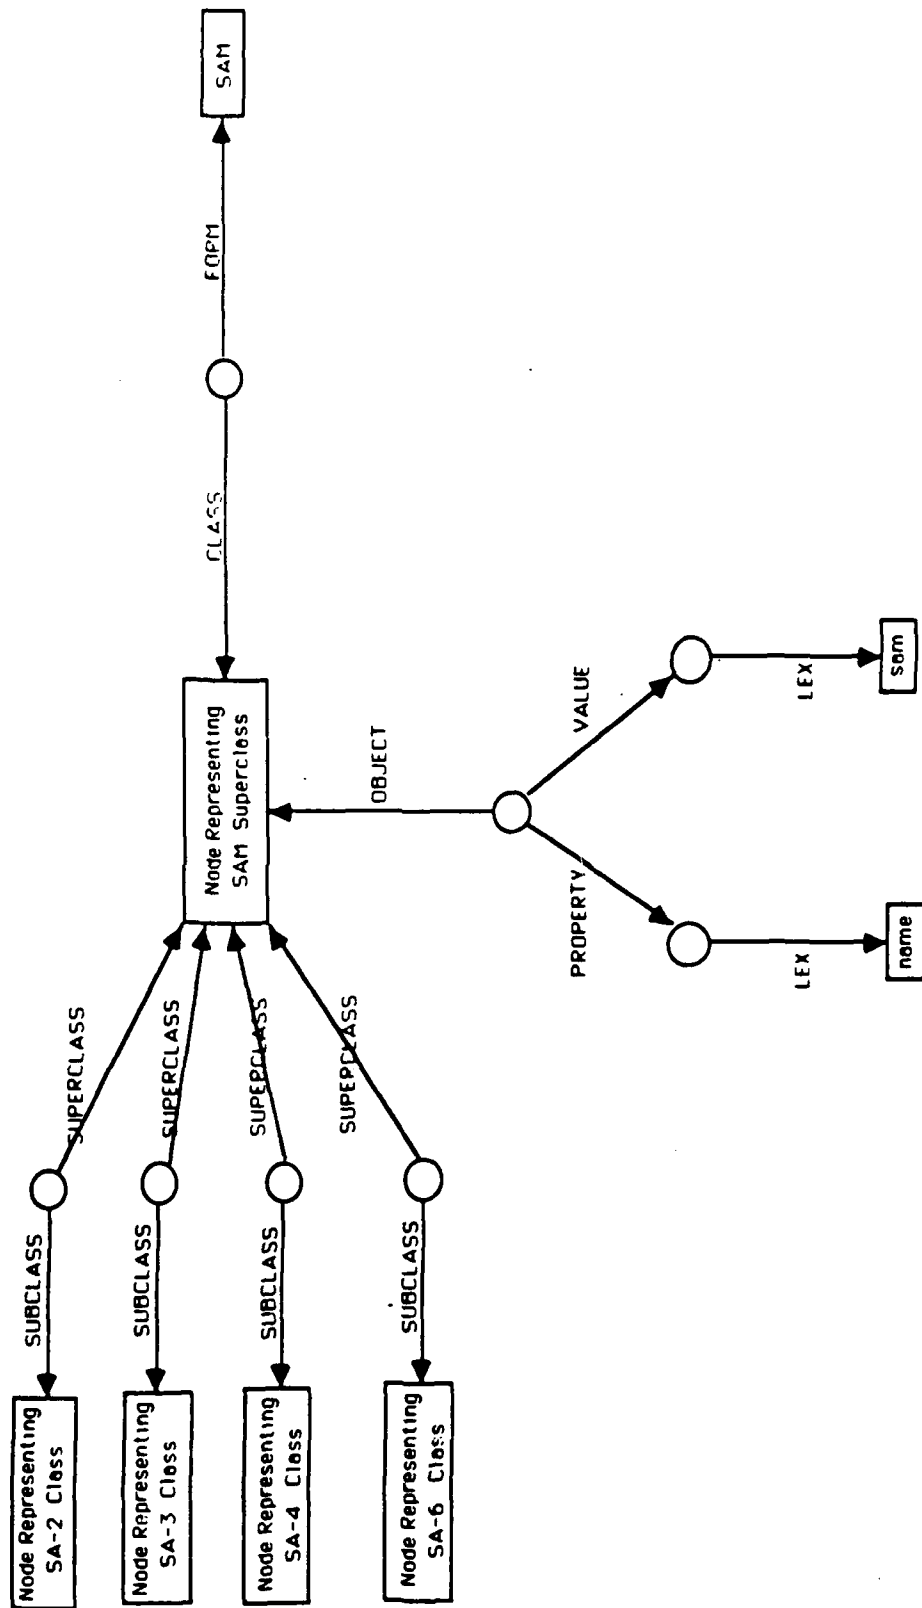 SAM
FORM
CLASS
Node Representing
SAM Superclass
OBJECT
VALUE
PROPERTY
LEX
LEX
sam
name
SUPERCLASS
SUPERCLASS
SUPERCLASS
SUPERCLASS
SUBCLASS
SUBCLASS
SUBCLASS
SUBCLASS
Node Representing
SA-2 Class
Node Representing
SA-3 Class
Node Representing
SA-4 Class
Node Representing
SA-6 Class